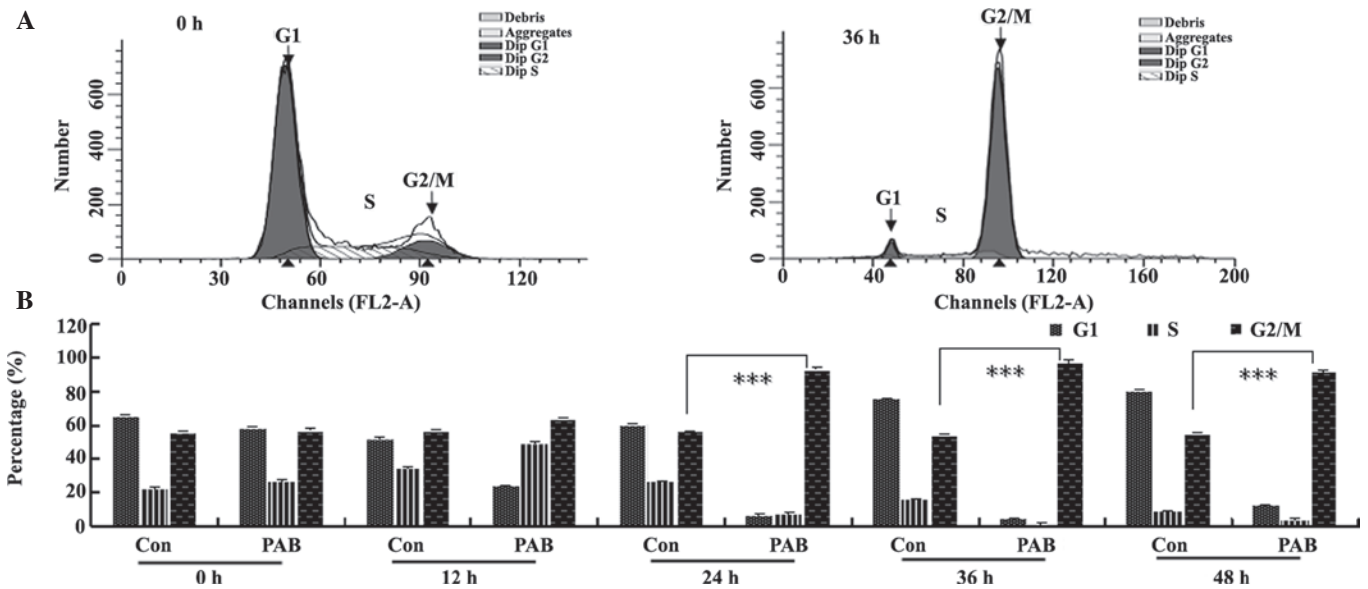 A
0 h
G1
S
G2/M
Debris
Aggregates
Dip G1
Dip G2
Dip S
Number
600
400
200
0
0 30 60 90 120
Channels (FL2-A)
36 h
G2/M
G1
S
Debris
Aggregates
Dip G1
Dip G2
Dip S
Number
600
400
200
0
0 40 80 120 160 200
Channels (FL2-A)
B
Percentage (%)
120
100
80
60
40
20
0
G1 S G2/M
*** *** ***
Con PAB Con PAB Con PAB Con PAB Con PAB
0 h 12 h 24 h 36 h 48 h